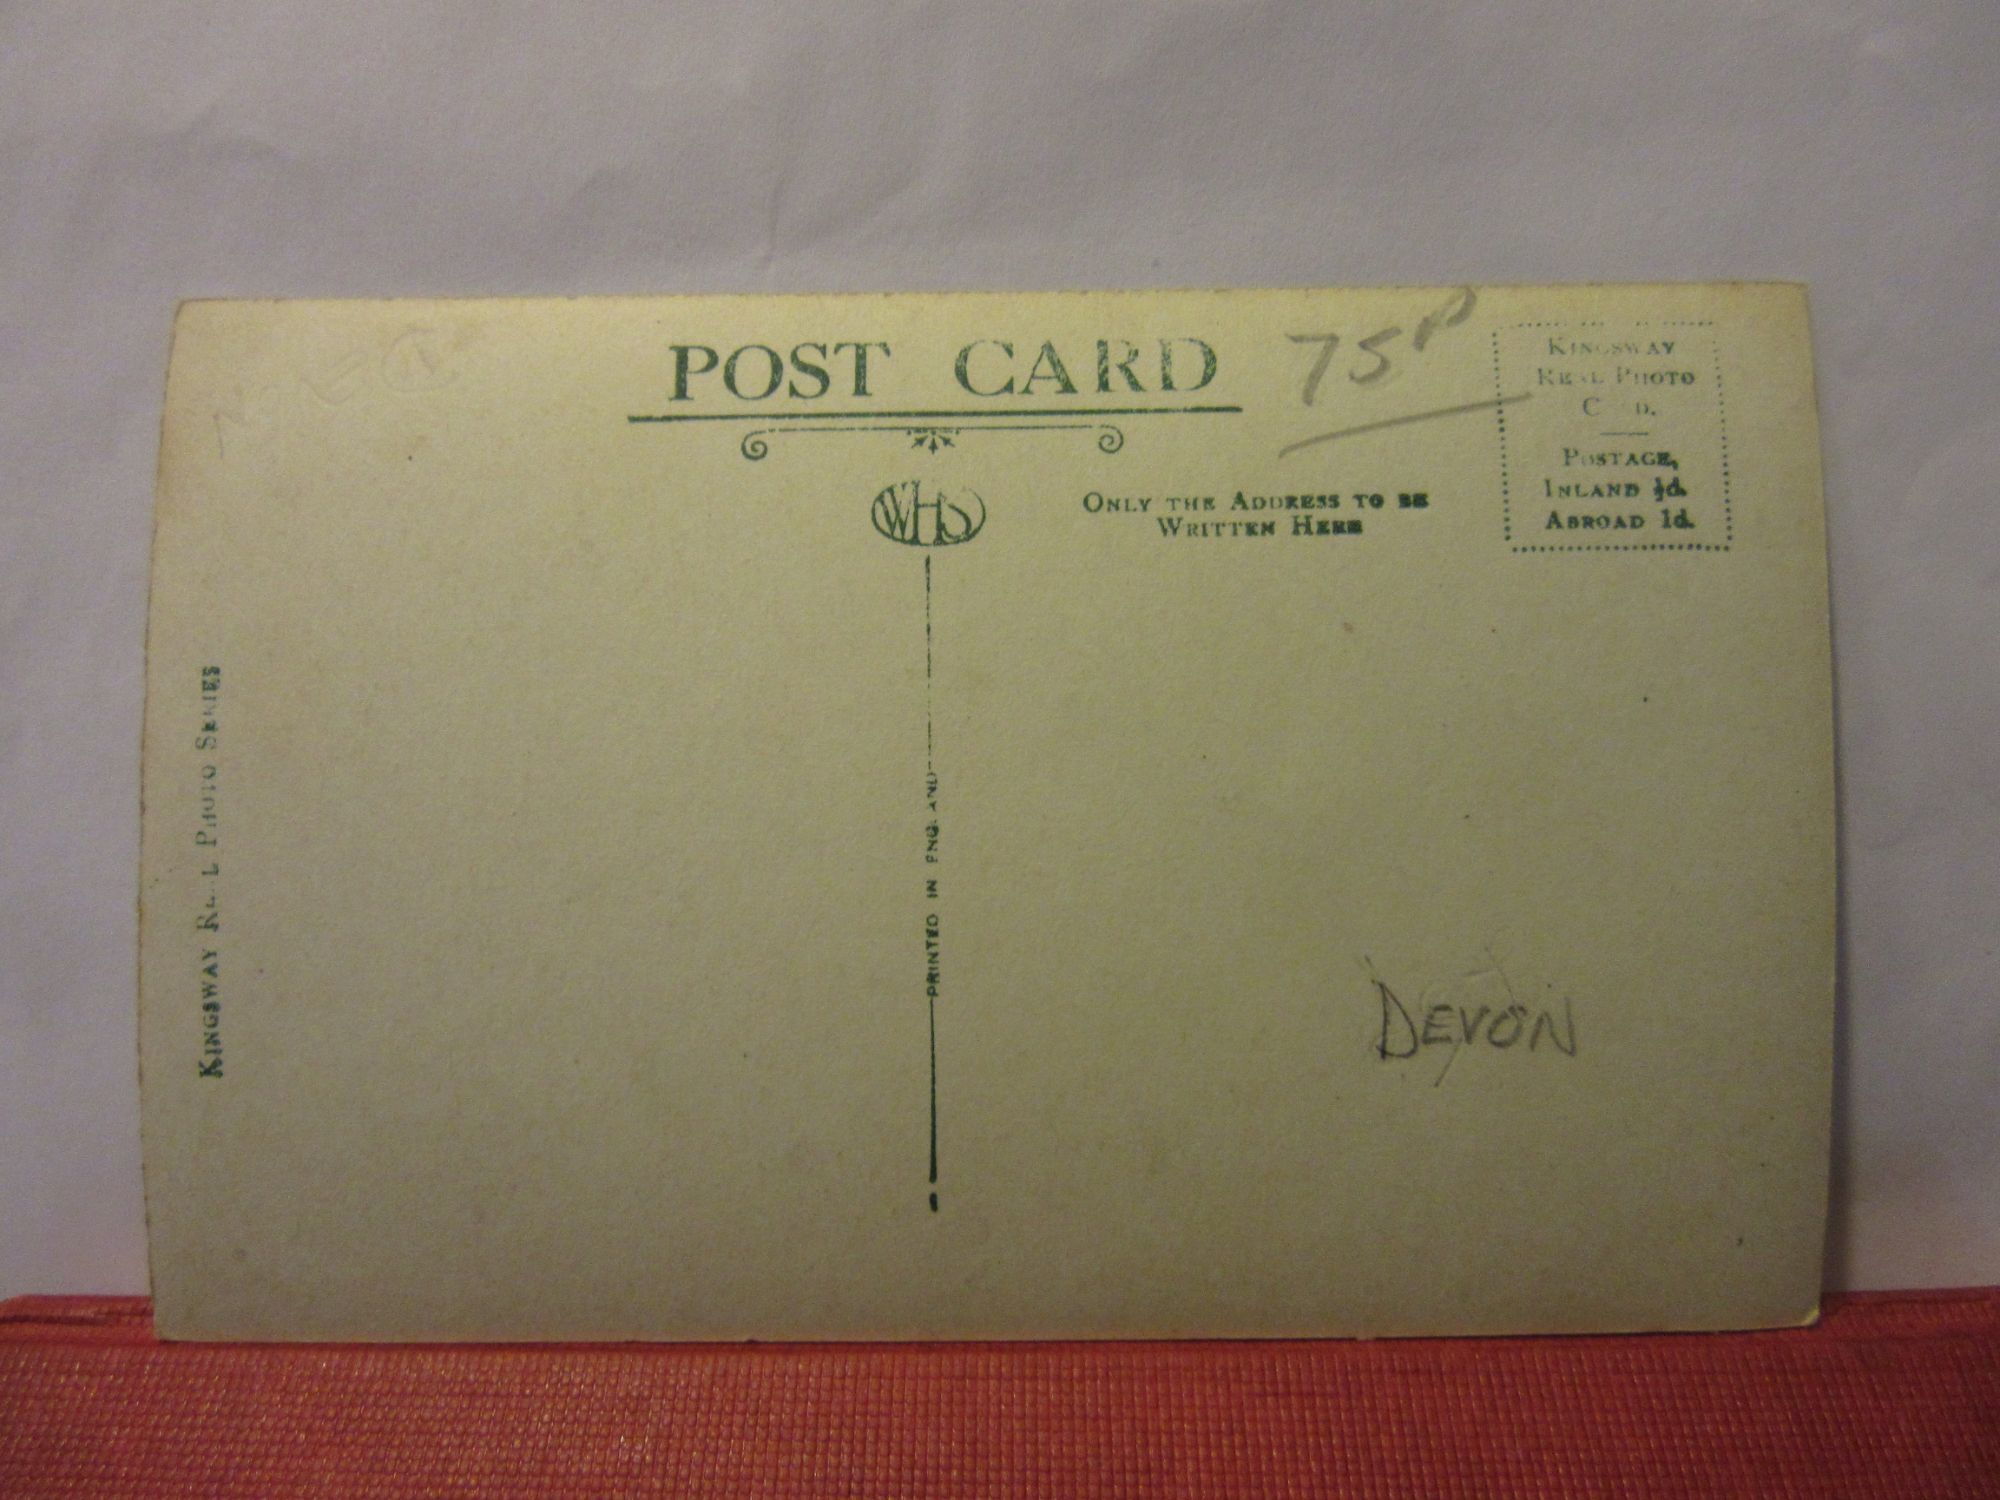 POST CARD
75P
KINGSWAY
REAL PHOTO
CARD.
POSTAGE,
INLAND ½d.
ABROAD 1d.
WHS
ONLY THE ADDRESS TO BE
WRITTEN HERE
KINGSWAY REAL PHOTO SERIES
PRINTED IN ENGLAND
DEVON